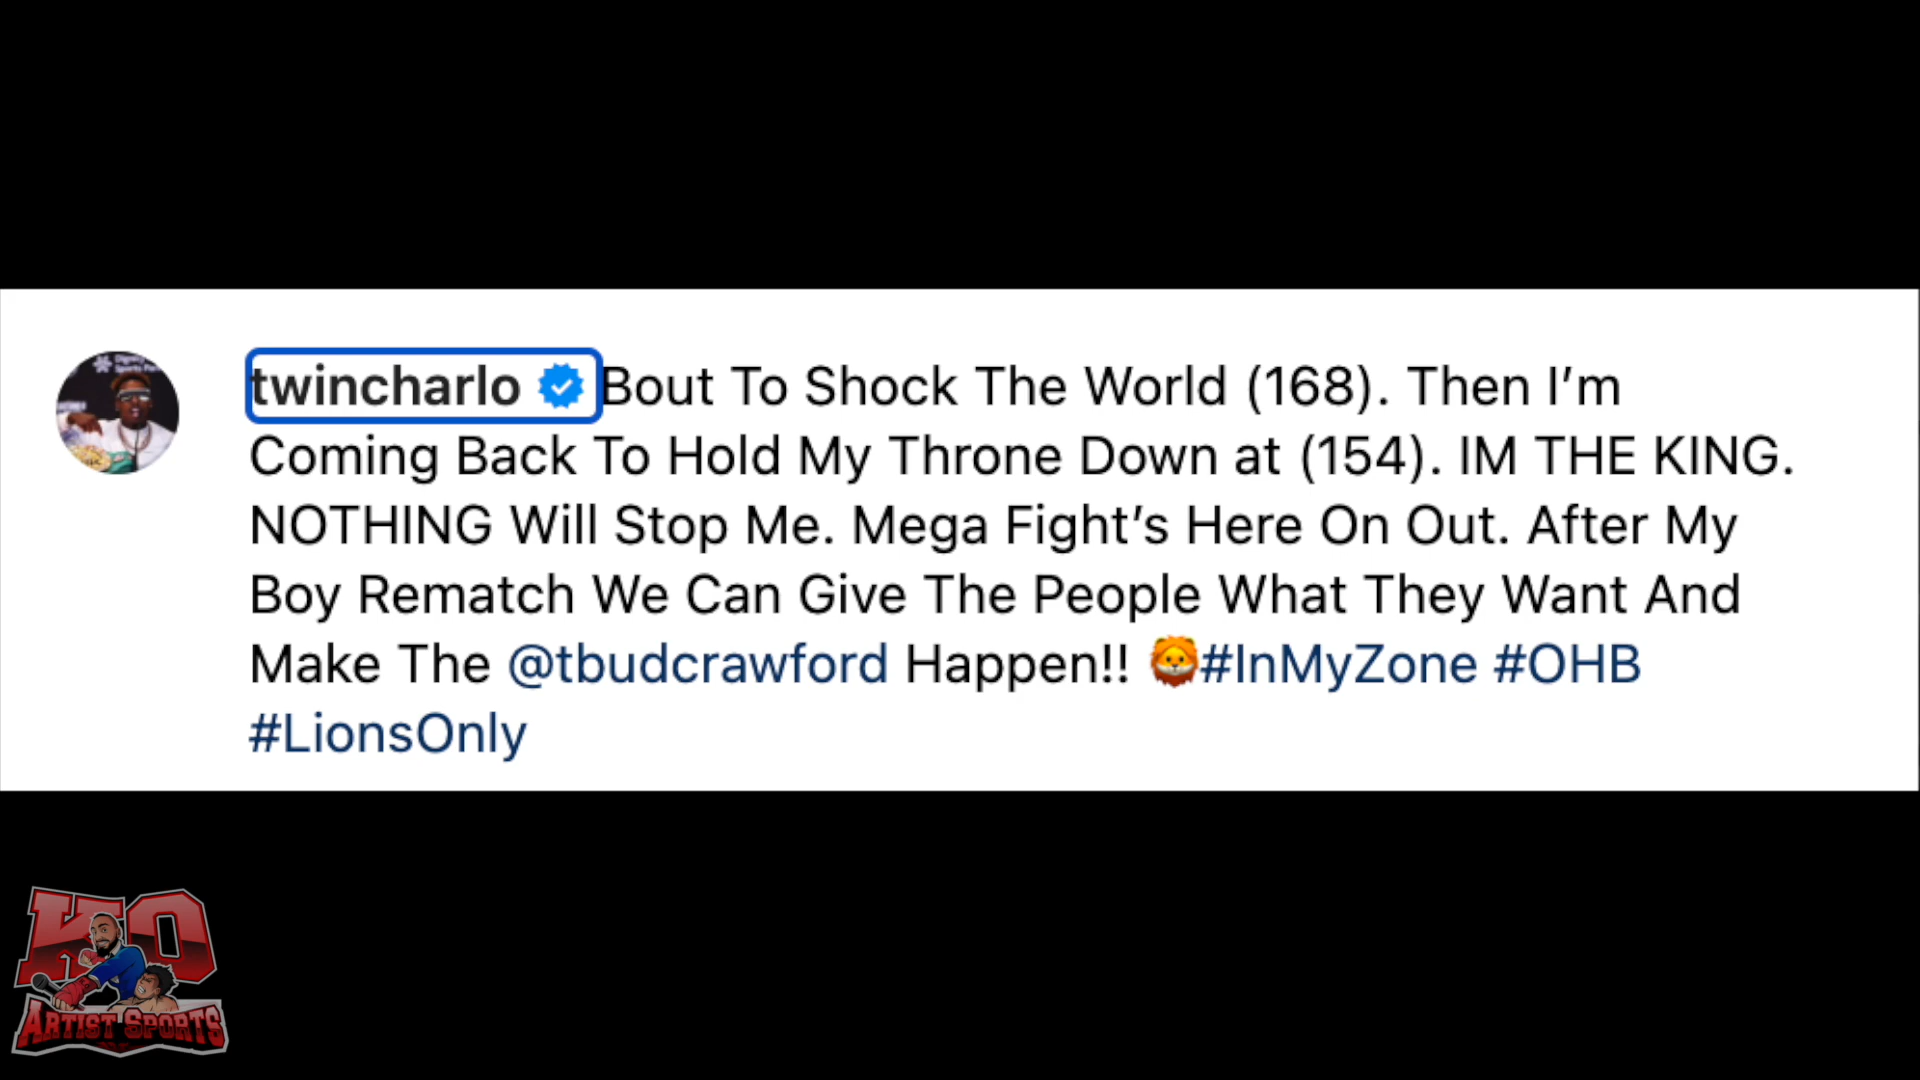 twincharlo Bout To Shock The World (168). Then I’m
Coming Back To Hold My Throne Down at (154). IM THE KING.
NOTHING Will Stop Me. Mega Fight’s Here On Out. After My
Boy Rematch We Can Give The People What They Want And
Make The @tbudcrawford Happen!! 🦁#InMyZone #OHB
#LionsOnly
KO
ARTIST SPORTS